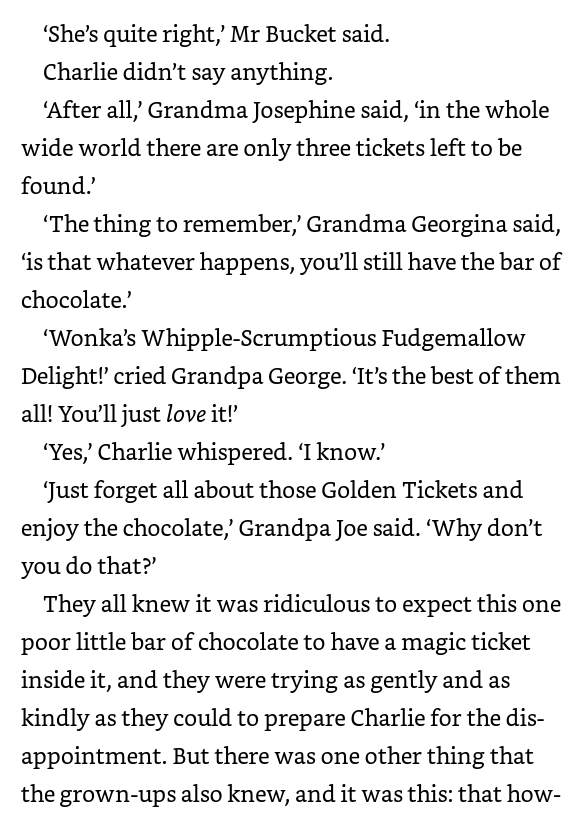 ‘She’s quite right,’ Mr Bucket said.
Charlie didn’t say anything.
‘After all,’ Grandma Josephine said, ‘in the whole
wide world there are only three tickets left to be
found.’
‘The thing to remember,’ Grandma Georgina said,
‘is that whatever happens, you’ll still have the bar of
chocolate.’
‘Wonka’s Whipple-Scrumptious Fudgemallow
Delight!’ cried Grandpa George. ‘It’s the best of them
all! You’ll just love it!’
‘Yes,’ Charlie whispered. ‘I know.’
‘Just forget all about those Golden Tickets and
enjoy the chocolate,’ Grandpa Joe said. ‘Why don’t
you do that?’
They all knew it was ridiculous to expect this one
poor little bar of chocolate to have a magic ticket
inside it, and they were trying as gently and as
kindly as they could to prepare Charlie for the dis-
appointment. But there was one other thing that
the grown-ups also knew, and it was this: that how-